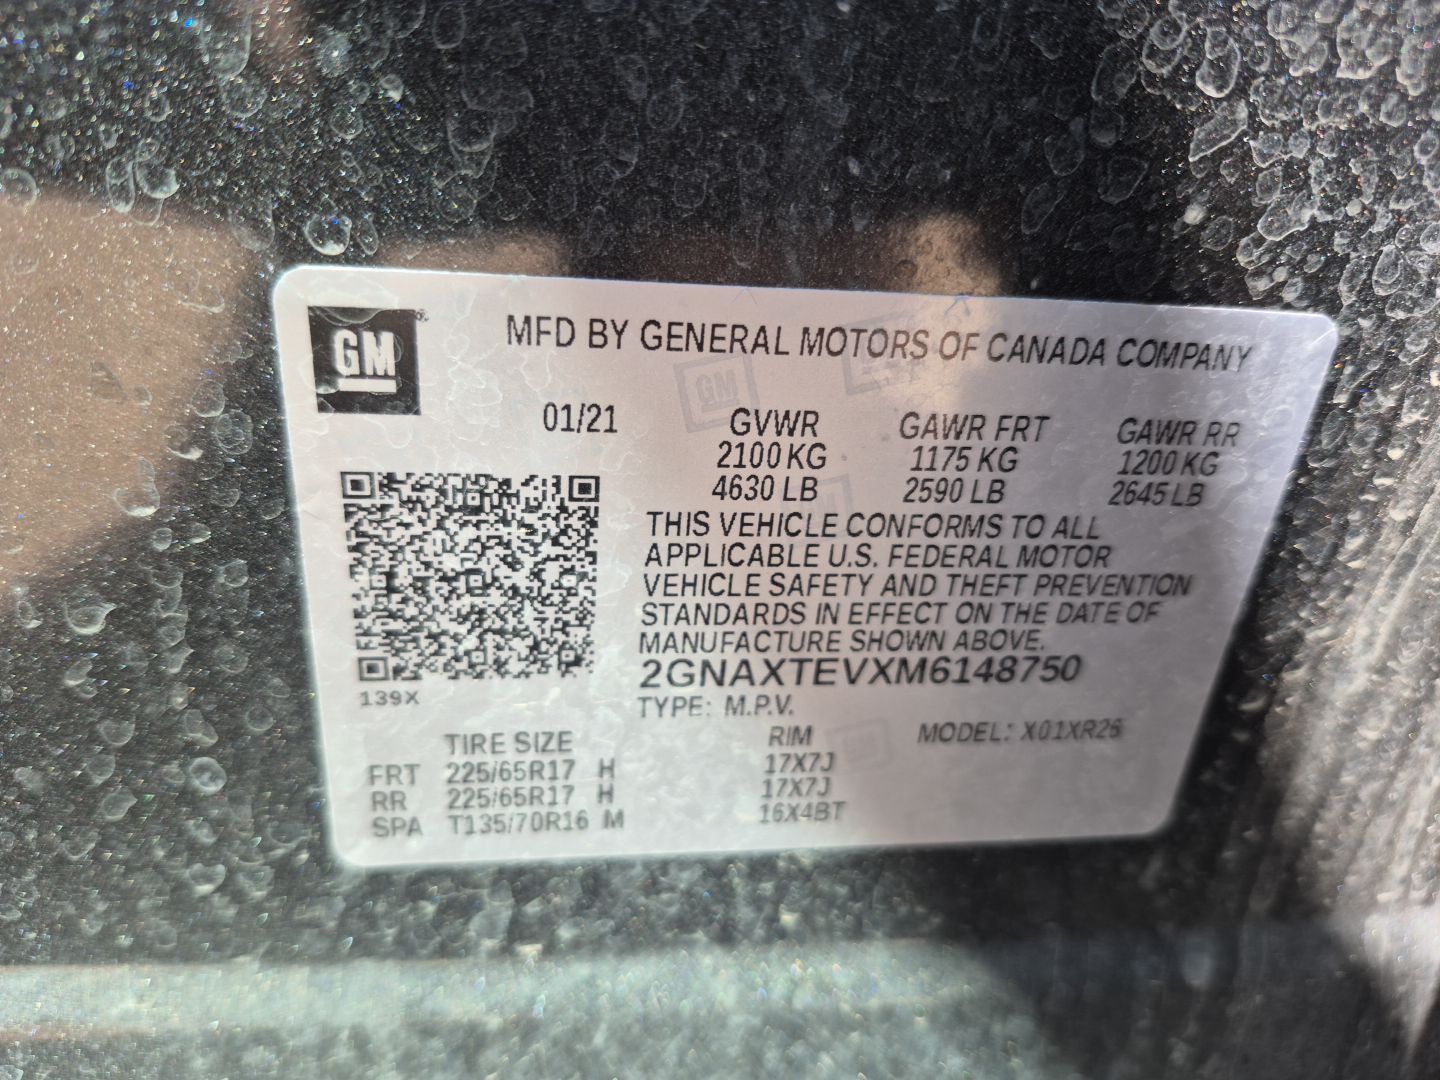 GM
MFD BY GENERAL MOTORS OF CANADA COMPANY
01/21 GVWR GAWR FRT GAWR RR
2100 KG 1175 KG 1200 KG
4630 LB 2590 LB 2645 LB
THIS VEHICLE CONFORMS TO ALL
APPLICABLE U.S. FEDERAL MOTOR
VEHICLE SAFETY AND THEFT PREVENTION
STANDARDS IN EFFECT ON THE DATE OF
MANUFACTURE SHOWN ABOVE.
2GNAXTEVXM6148750
139X
TYPE: M.P.V.
TIRE SIZE RIM MODEL: X01XR26
FRT 225/65R17 H 17X7J
RR 225/65R17 H 17X7J
SPA T135/70R16 M 16X4BT